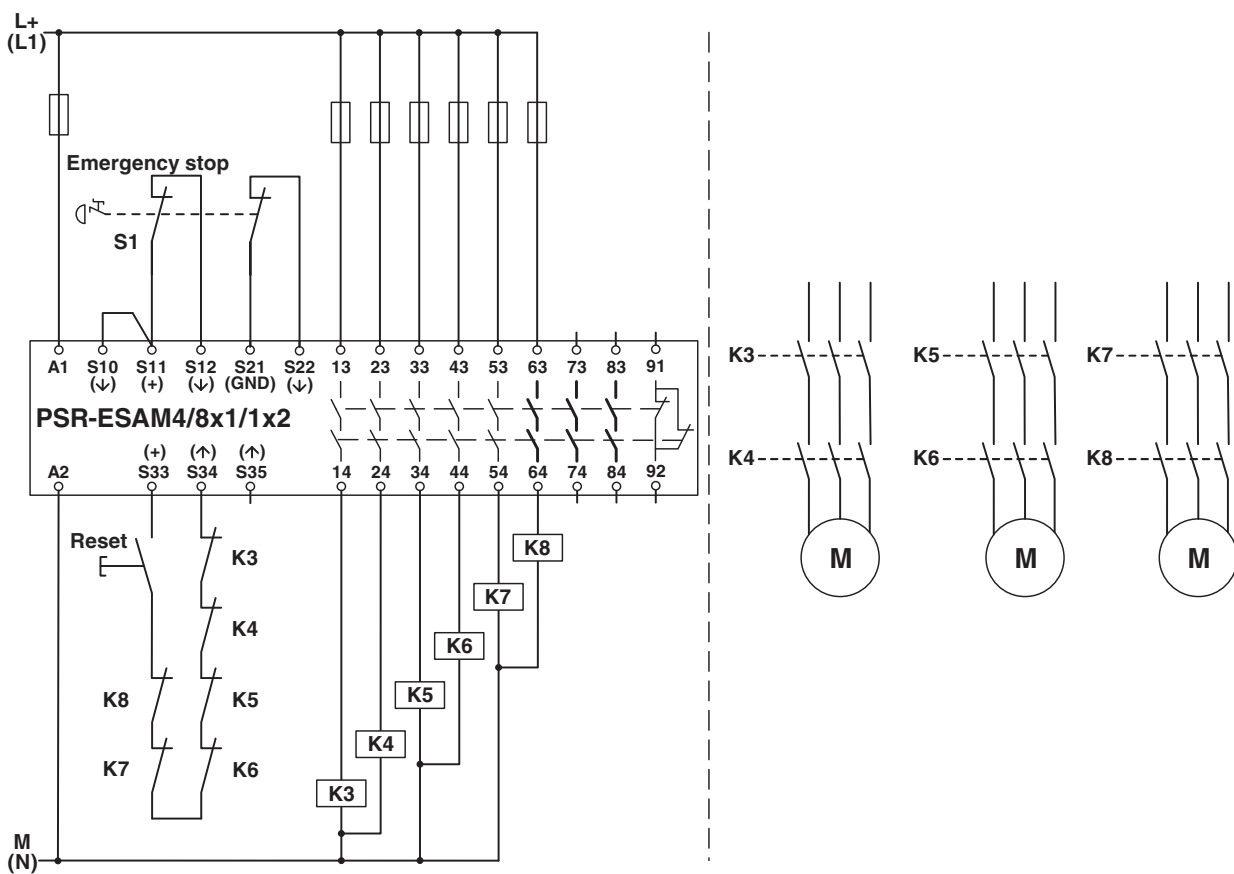 L+
(L1)
Emergency stop
S1
A1 S10 S11 S12 S21 S22 13 23 33 43 53 63 73 83 91
(↓) (+) (↓) (GND) (↓)
PSR-ESAM4/8x1/1x2
(+) (↑) (↑)
A2 S33 S34 S35 14 24 34 44 54 64 74 84 92
Reset
K3
K4
K8 K5
K7 K6
K8
K7
K6
K5
K4
K3
M
(N)
K3 K5 K7
K4 K6 K8
M M M